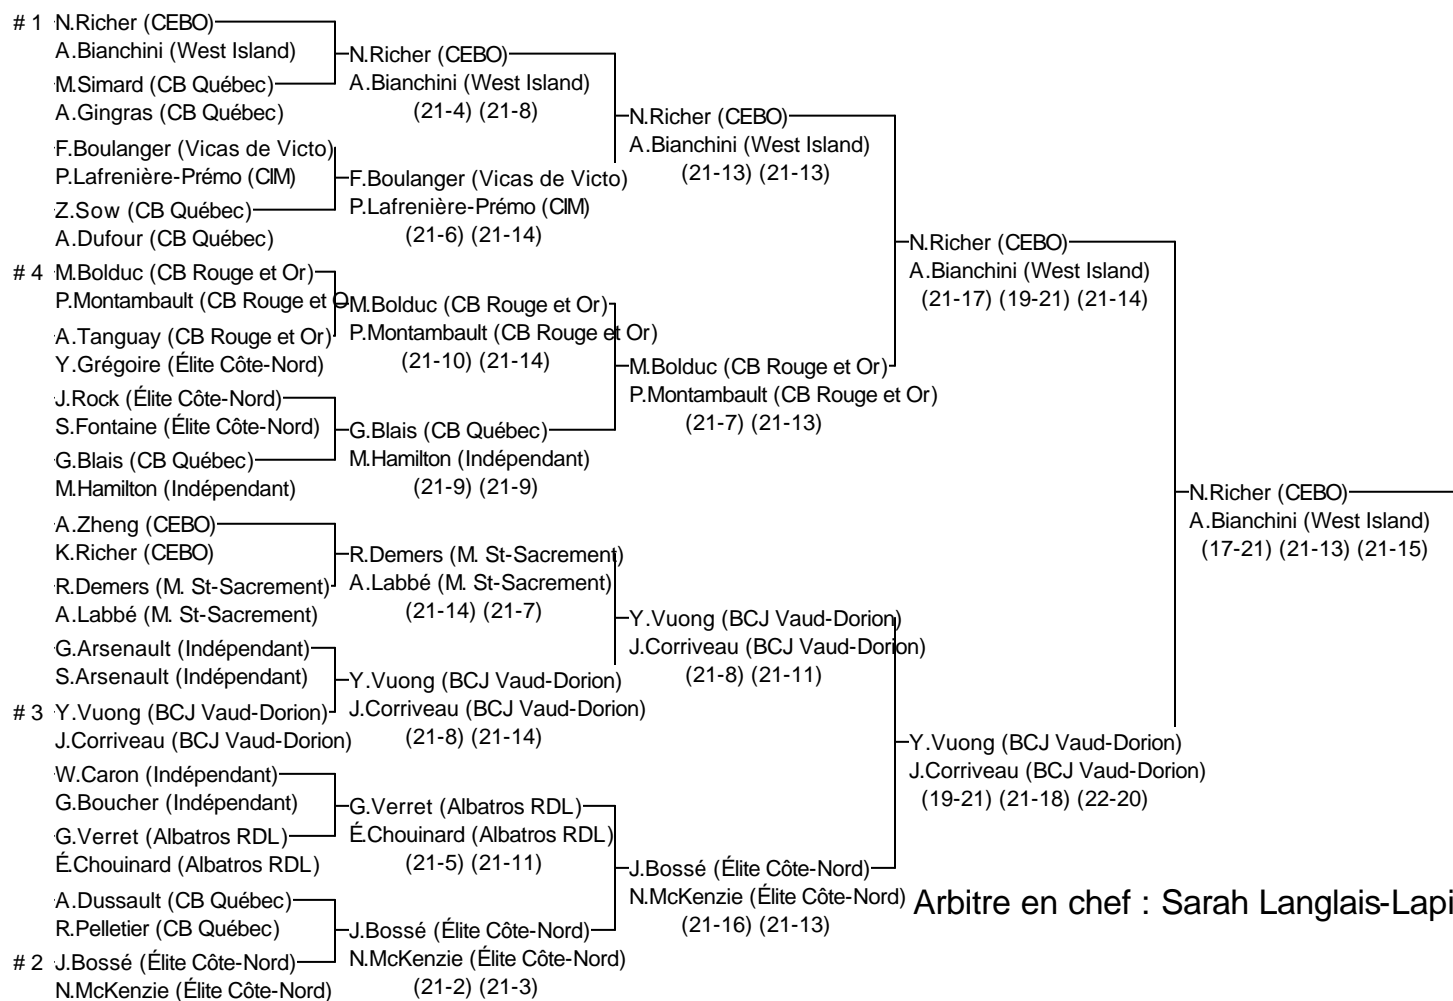 # 1 N.Richer (CEBO)
A.Bianchini (West Island)
M.Simard (CB Québec)
A.Gingras (CB Québec)
F.Boulanger (Vicas de Victo)
P.Lafrenière-Prémo (CIM)
Z.Sow (CB Québec)
A.Dufour (CB Québec)
# 4 M.Bolduc (CB Rouge et Or)
P.Montambault (CB Rouge et O
A.Tanguay (CB Rouge et Or)
Y.Grégoire (Élite Côte-Nord)
J.Rock (Élite Côte-Nord)
S.Fontaine (Élite Côte-Nord)
G.Blais (CB Québec)
M.Hamilton (Indépendant)
A.Zheng (CEBO)
K.Richer (CEBO)
R.Demers (M. St-Sacrement)
A.Labbé (M. St-Sacrement)
G.Arsenault (Indépendant)
S.Arsenault (Indépendant)
# 3 Y.Vuong (BCJ Vaud-Dorion)
J.Corriveau (BCJ Vaud-Dorion)
W.Caron (Indépendant)
G.Boucher (Indépendant)
G.Verret (Albatros RDL)
É.Chouinard (Albatros RDL)
A.Dussault (CB Québec)
R.Pelletier (CB Québec)
# 2 J.Bossé (Élite Côte-Nord)
N.McKenzie (Élite Côte-Nord)
N.Richer (CEBO)
A.Bianchini (West Island)
(21-4) (21-8)
F.Boulanger (Vicas de Victo)
P.Lafrenière-Prémo (CIM)
(21-6) (21-14)
M.Bolduc (CB Rouge et Or)
P.Montambault (CB Rouge et Or)
(21-10) (21-14)
G.Blais (CB Québec)
M.Hamilton (Indépendant)
(21-9) (21-9)
R.Demers (M. St-Sacrement)
A.Labbé (M. St-Sacrement)
(21-14) (21-7)
Y.Vuong (BCJ Vaud-Dorion)
J.Corriveau (BCJ Vaud-Dorion)
(21-8) (21-14)
G.Verret (Albatros RDL)
É.Chouinard (Albatros RDL)
(21-5) (21-11)
J.Bossé (Élite Côte-Nord)
N.McKenzie (Élite Côte-Nord)
(21-2) (21-3)
N.Richer (CEBO)
A.Bianchini (West Island)
(21-13) (21-13)
M.Bolduc (CB Rouge et Or)
P.Montambault (CB Rouge et Or)
(21-7) (21-13)
Y.Vuong (BCJ Vaud-Dorion)
J.Corriveau (BCJ Vaud-Dorion)
(21-8) (21-11)
J.Bossé (Élite Côte-Nord)
N.McKenzie (Élite Côte-Nord)
(21-16) (21-13)
N.Richer (CEBO)
A.Bianchini (West Island)
(21-17) (19-21) (21-14)
Y.Vuong (BCJ Vaud-Dorion)
J.Corriveau (BCJ Vaud-Dorion)
(19-21) (21-18) (22-20)
N.Richer (CEBO)
A.Bianchini (West Island)
(17-21) (21-13) (21-15)
Arbitre en chef : Sarah Langlais-Lapi